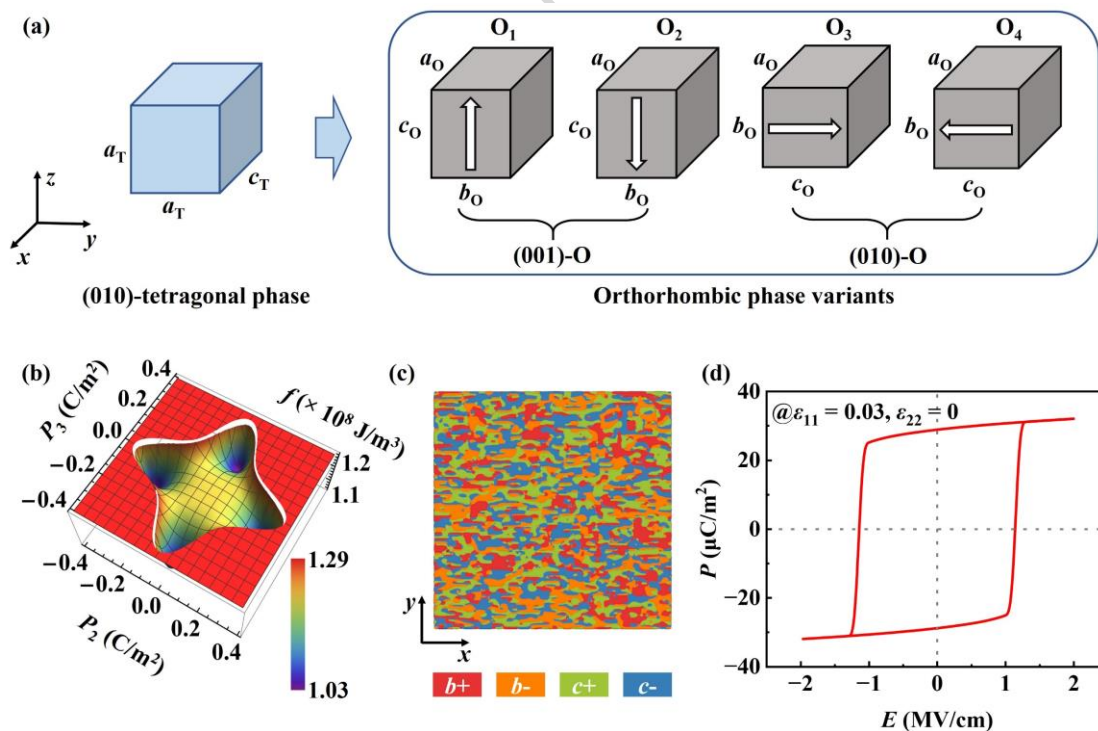 (a)
O₁ O₂ O₃ O₄
aO aO aO aO
aT cT cO cO bO bO
aT bO bO cO cO
z
y
x
(001)-O (010)-O
(010)-tetragonal phase Orthorhombic phase variants
(b)
P₃ (C/m²)
0.4
0.2
0.0
−0.2
−0.4
f (× 10⁸ J/m³)
1.2
1.1
−0.4
−0.2
0.0
0.2
0.4
P₂ (C/m²)
1.29
1.03
(c)
y
x
b+ b- c+ c-
(d)
@ε₁₁ = 0.03, ε₂₂ = 0
P (μC/m²)
40
20
0
−20
−40
−2 −1 0 1 2
E (MV/cm)